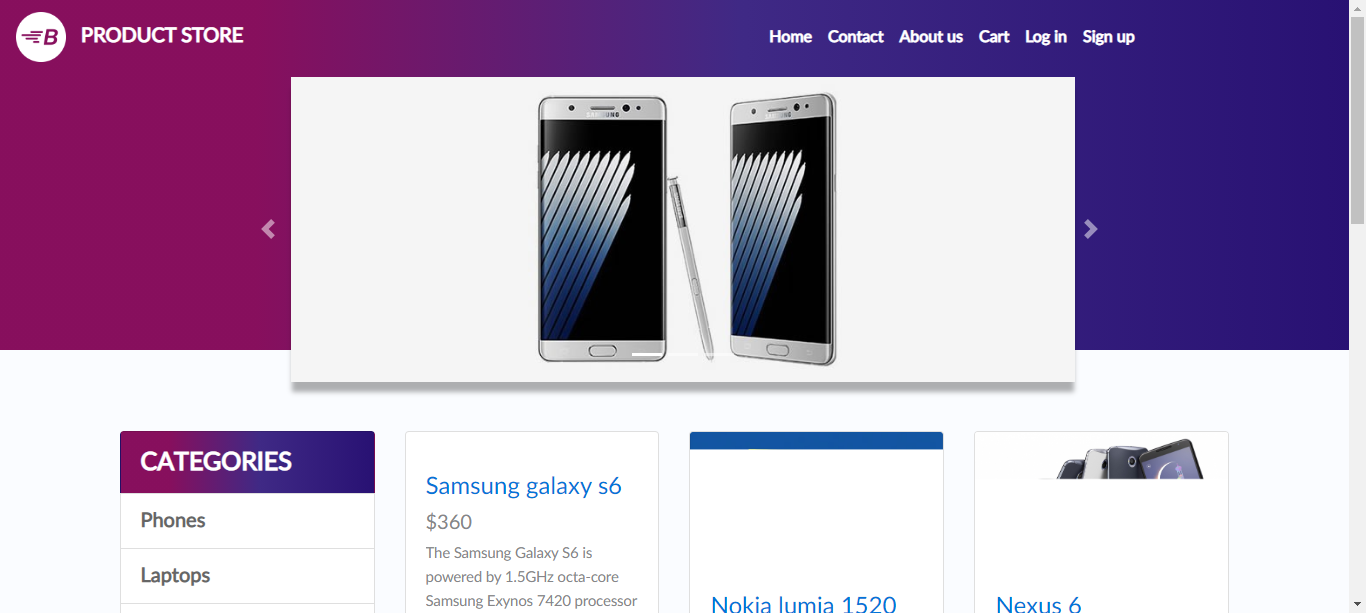 B
PRODUCT STORE
Home Contact About us Cart Log in Sign up
SAMSUNG
SAMSUNG
CATEGORIES
Phones
Laptops
Samsung galaxy s6
$360
The Samsung Galaxy S6 is
powered by 1.5GHz octa-core
Samsung Exynos 7420 processor
Nokia lumia 1520
Nexus 6